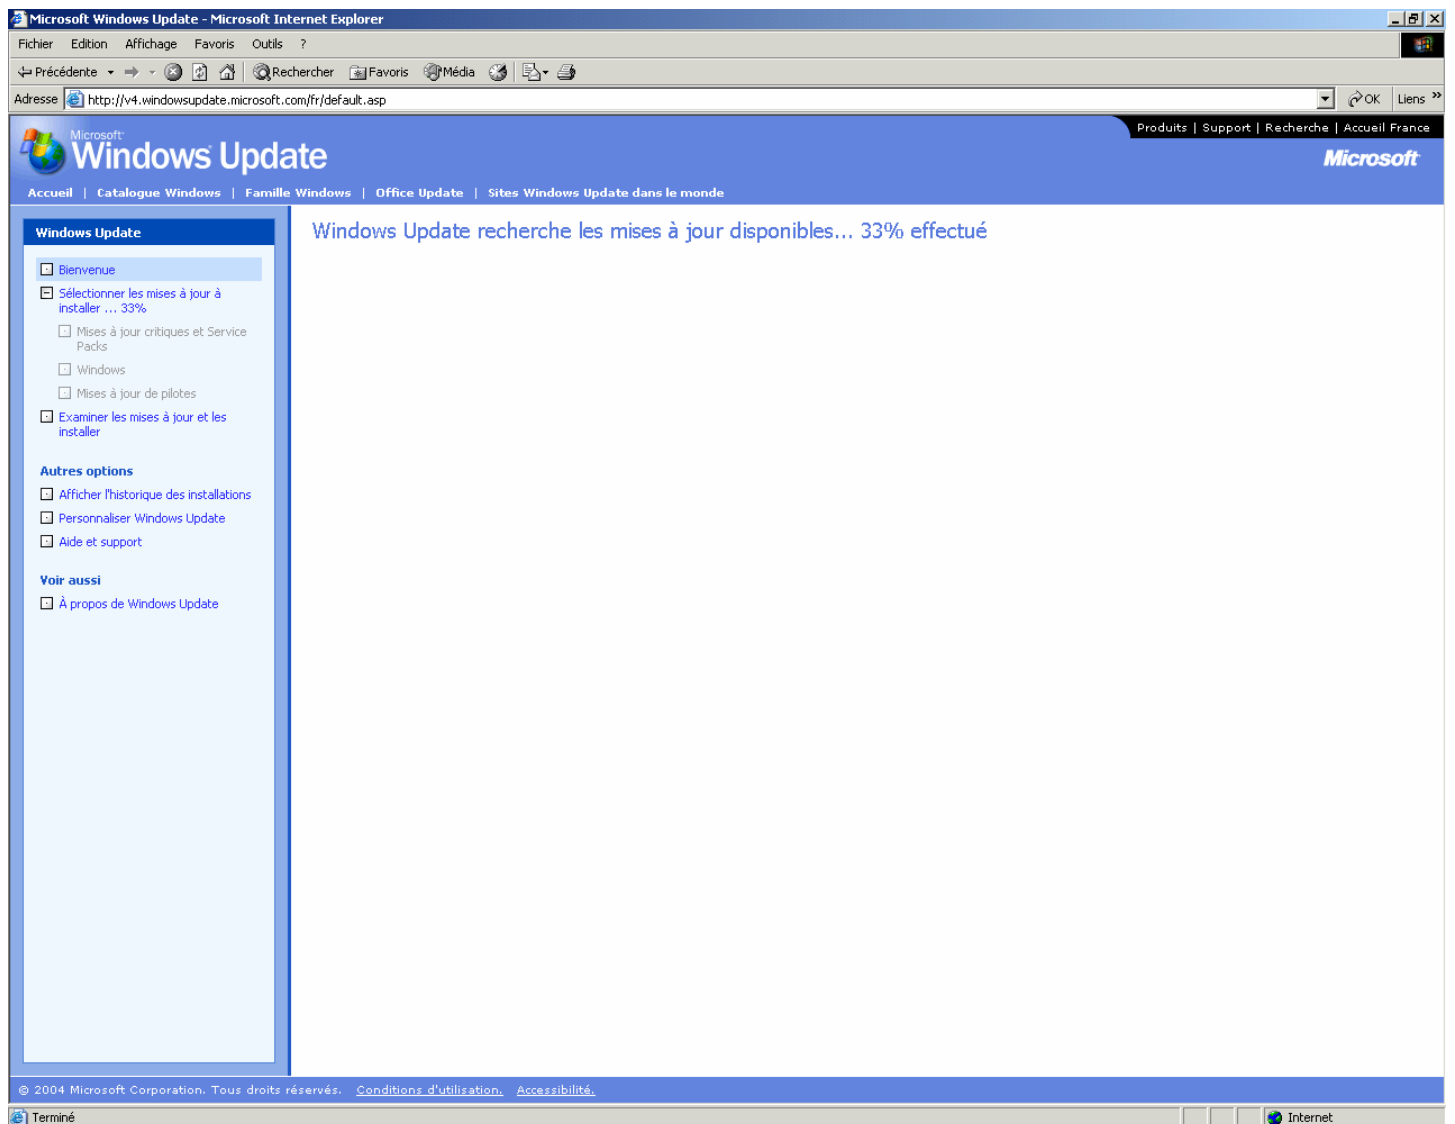 Microsoft Windows Update - Microsoft Internet Explorer
Fichier Edition Affichage Favoris Outils ?
Précédente Rechercher Favoris Média
Adresse http://v4.windowsupdate.microsoft.com/fr/default.asp OK Liens »
Produits | Support | Recherche | Accueil France
Microsoft
Windows Update
Microsoft
Accueil | Catalogue Windows | Famille Windows | Office Update | Sites Windows Update dans le monde
Windows Update
Windows Update recherche les mises à jour disponibles... 33% effectué
Bienvenue
Sélectionner les mises à jour à
installer ... 33%
Mises à jour critiques et Service
Packs
Windows
Mises à jour de pilotes
Examiner les mises à jour et les
installer
Autres options
Afficher l'historique des installations
Personnaliser Windows Update
Aide et support
Voir aussi
À propos de Windows Update
© 2004 Microsoft Corporation. Tous droits réservés. Conditions d'utilisation. Accessibilité.
Terminé Internet